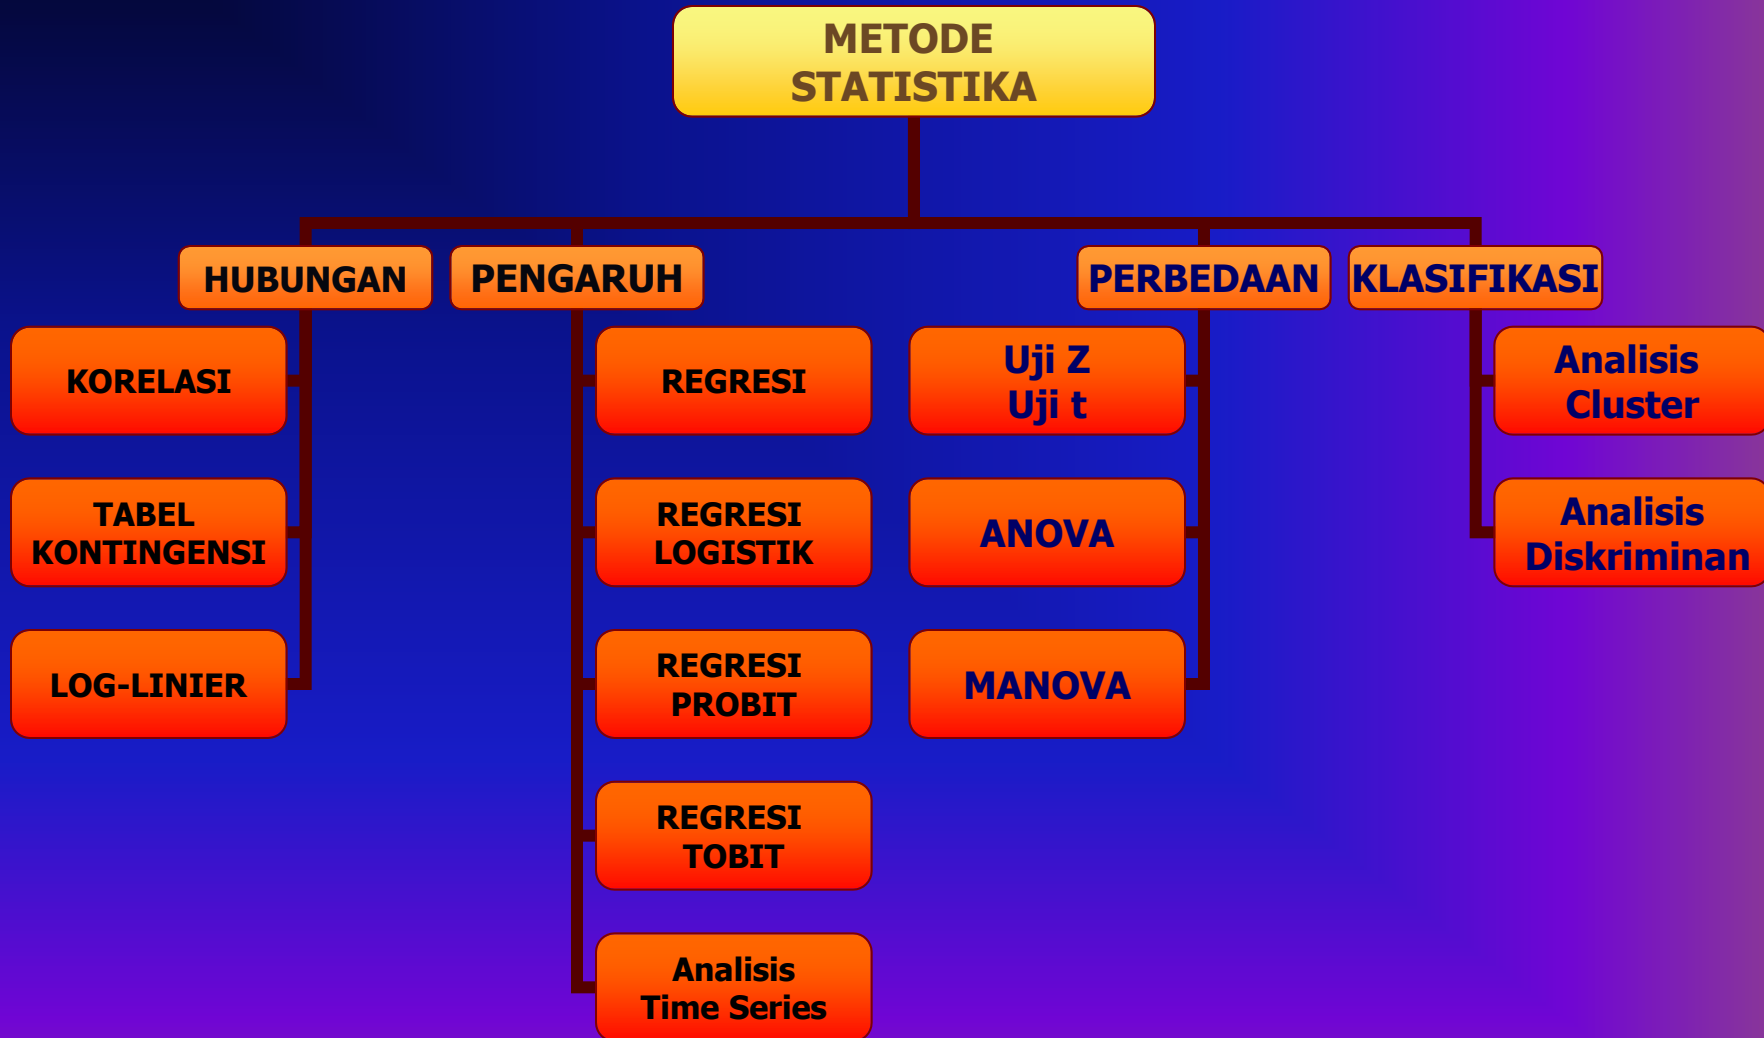 METODE
STATISTIKA
HUBUNGAN
KORELASI
TABEL
KONTINGENSI
LOG-LINIER
PENGARUH
REGRESI
REGRESI
LOGISTIK
REGRESI
PROBIT
REGRESI
TOBIT
Analisis
Time Series
PERBEDAAN
Uji Z
Uji t
ANOVA
MANOVA
KLASIFIKASI
Analisis
Cluster
Analisis
Diskriminan